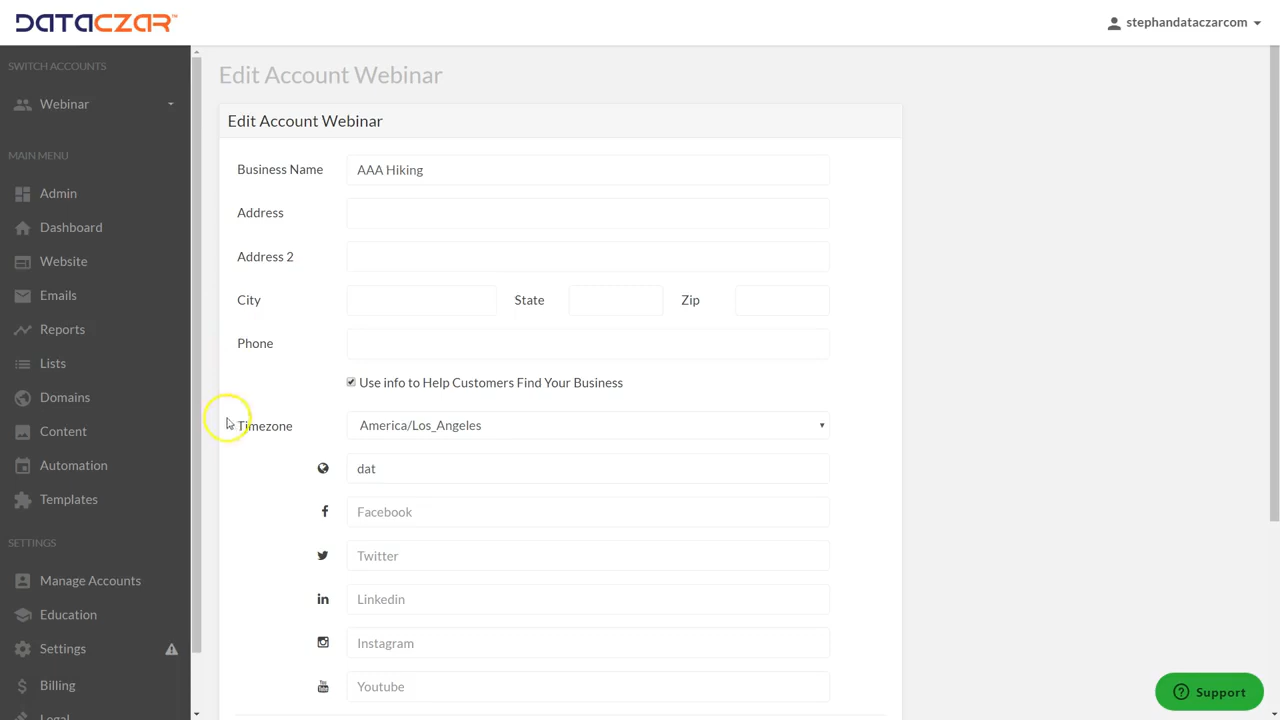 DATACZAR™
stephandataczarcom
SWITCH ACCOUNTS
Webinar
MAIN MENU
Admin
Dashboard
Website
Emails
Reports
Lists
Domains
Content
Automation
Templates
SETTINGS
Manage Accounts
Education
Settings
Billing
Legal
Edit Account Webinar
Edit Account Webinar
Business Name AAA Hiking
Address
Address 2
City State Zip
Phone
Use info to Help Customers Find Your Business
Timezone America/Los_Angeles
dat
Facebook
Twitter
Linkedin
Instagram
Youtube
Support